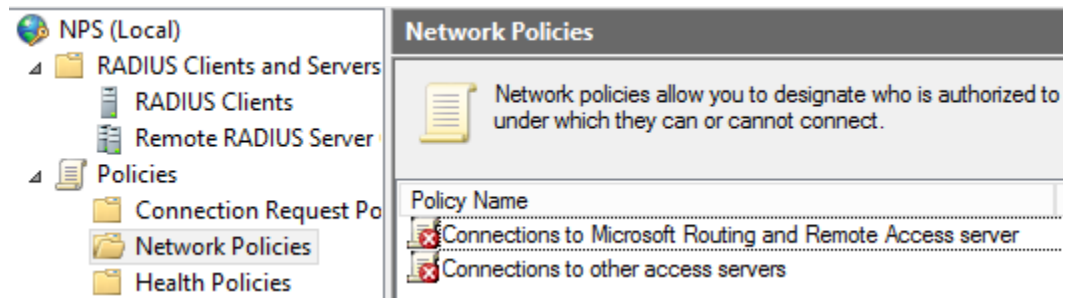 NPS (Local)
RADIUS Clients and Servers
RADIUS Clients
Remote RADIUS Server
Policies
Connection Request Po
Network Policies
Health Policies
Network Policies
Network policies allow you to designate who is authorized to
under which they can or cannot connect.
Policy Name
Connections to Microsoft Routing and Remote Access server
Connections to other access servers